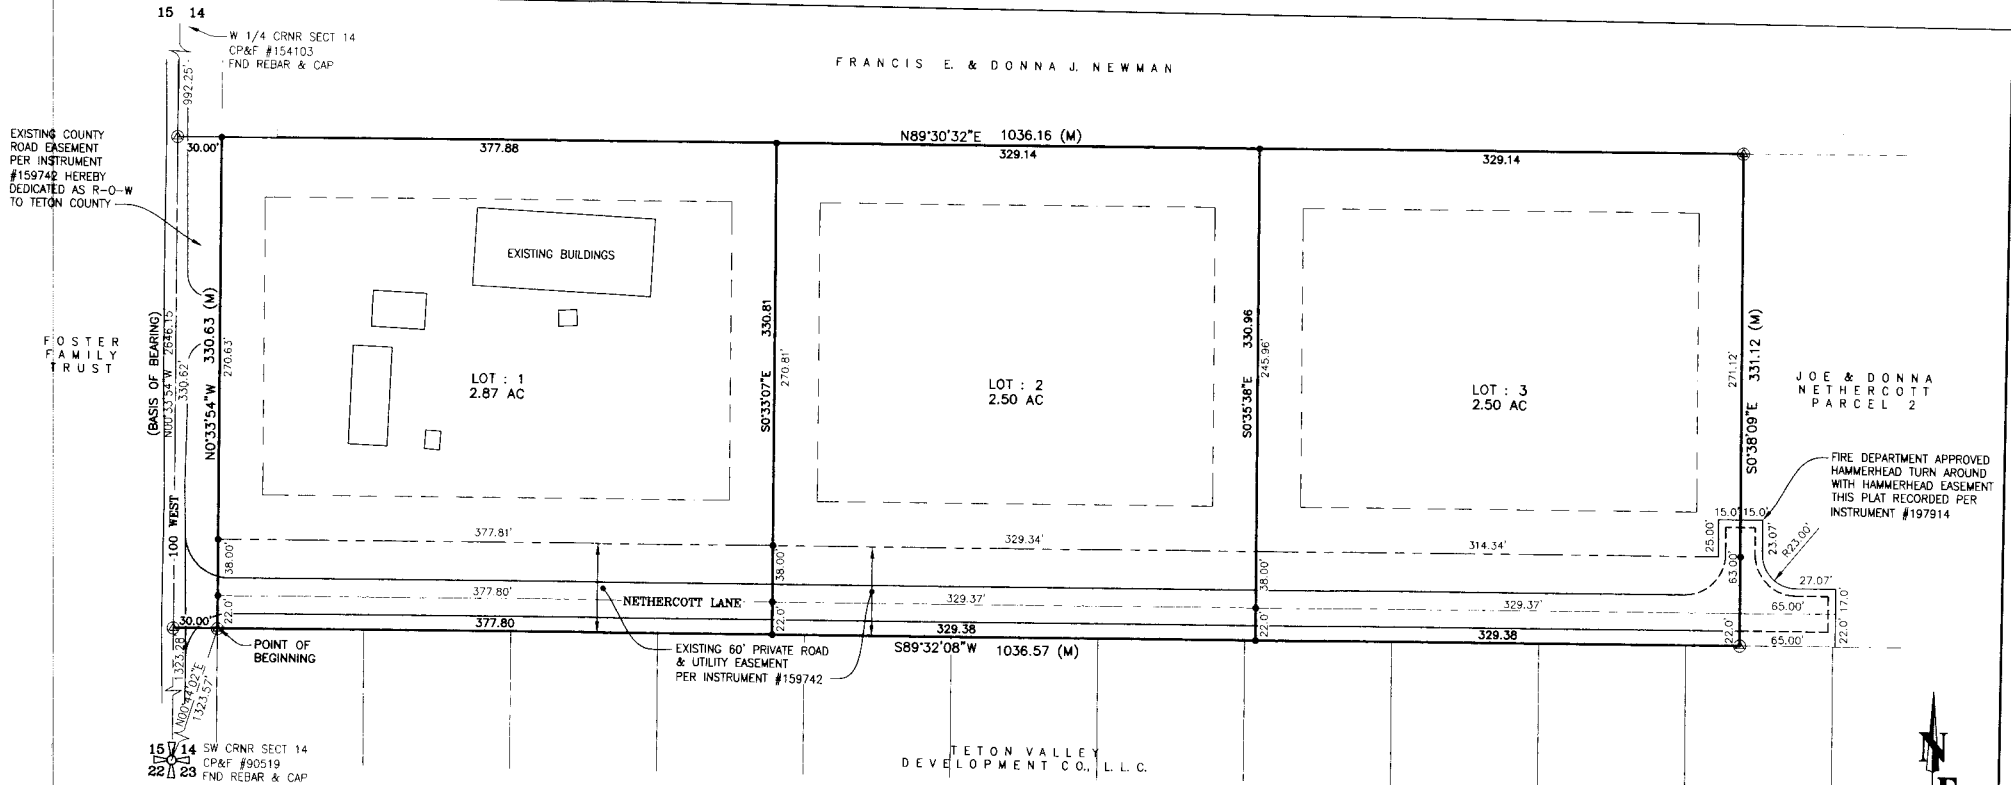 15 14
W 1/4 CRNR SECT 14
CP&F #154103
FND REBAR & CAP
992.25'
FRANCIS E. & DONNA J. NEWMAN
EXISTING COUNTY
ROAD EASEMENT
PER INSTRUMENT
#159742 HEREBY
DEDICATED AS R-O-W
TO TETON COUNTY
30.00'
377.88
N89°30'32"E 1036.16 (M)
329.14
329.14
EXISTING BUILDINGS
FOSTER
FAMILY
TRUST
(BASIS OF BEARING)
N00°33'54"W 2646.15
330.62'
N0°33'54"W 330.63 (M)
270.63'
LOT : 1
2.87 AC
S0°33'07"E 330.81
270.81'
LOT : 2
2.50 AC
S0°35'38"E 330.96
245.96'
LOT : 3
2.50 AC
S0°38'09"E 331.12 (M)
271.12'
JOE & DONNA
NETHERCOTT
PARCEL 2
FIRE DEPARTMENT APPROVED
HAMMERHEAD TURN AROUND
WITH HAMMERHEAD EASEMENT
THIS PLAT RECORDED PER
INSTRUMENT #197914
100 WEST
377.81'
329.34'
314.34'
15.0' 15.0'
25.00'
23.07'
R23.00'
38.00'
38.00'
38.00'
63.00'
27.07'
377.80'
NETHERCOTT LANE
329.37'
329.37'
65.00'
17.0'
22.0'
22.0'
22.0'
22.0'
22.0'
30.00'
377.80
329.38
329.38
65.00'
S89°32'08"W 1036.57 (M)
POINT OF
BEGINNING
EXISTING 60' PRIVATE ROAD
& UTILITY EASEMENT
PER INSTRUMENT #159742
1323.28'
N00°44'02"E
1323.57'
15 14
22 23
SW CRNR SECT 14
CP&F #90519
FND REBAR & CAP
TETON VALLEY
DEVELOPMENT CO., L.L.C.
N